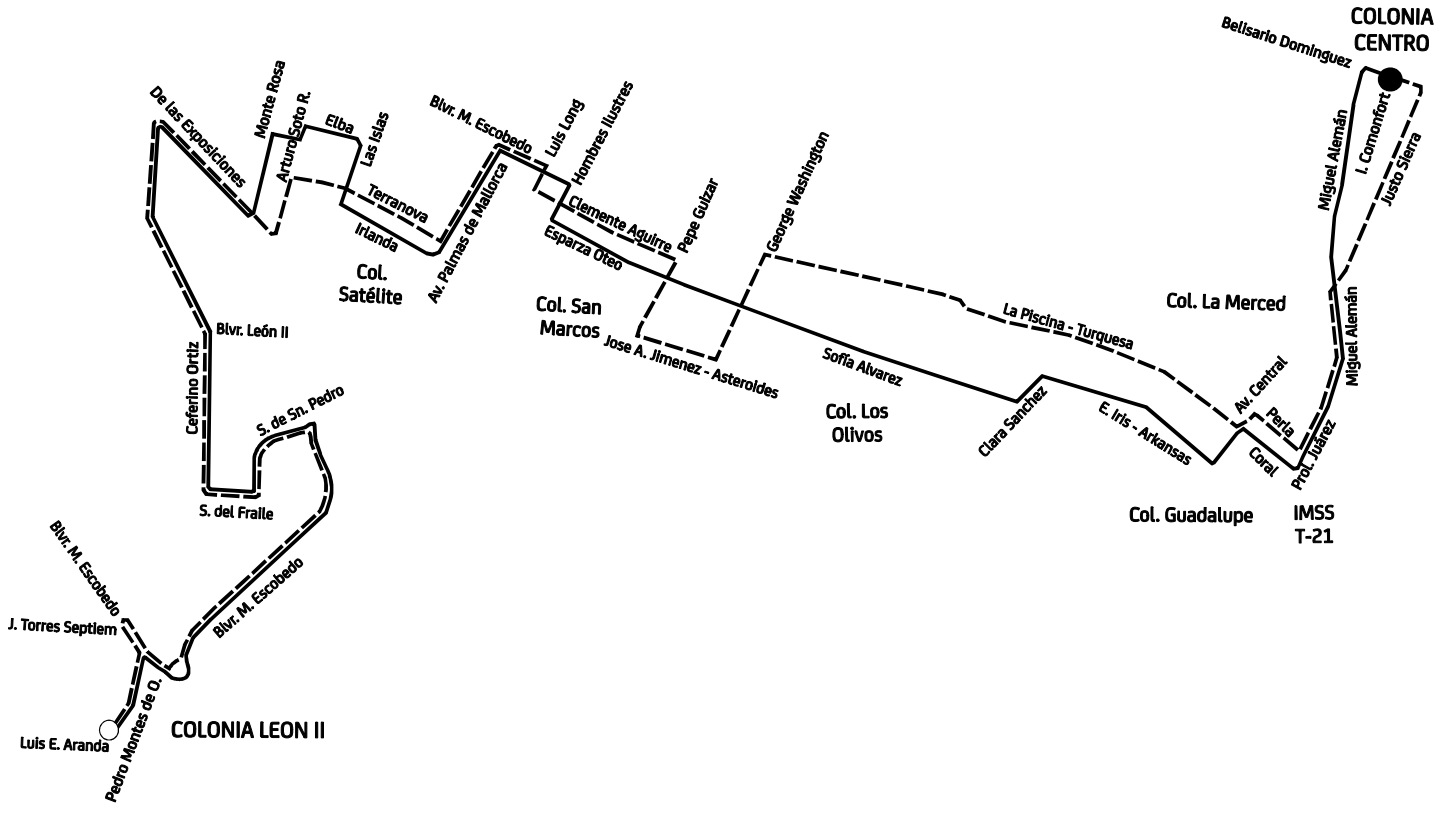 COLONIA
CENTRO
Belisario Dominguez
De las Exposiciones
Monte Rosa
Arturo Soto R.
Elba
Las Islas
Blvr. M. Escobedo
Luis Long
Hombres Ilustres
George Washington
Miguel Alemán
I. Comonfort
Justo Sierra
Terranova
Irlanda
Av. Palmas de Mallorca
Clemente Aguirre
Esparza Oteo
Pepe Guizar
Col.
Satélite
Col. San
Marcos
Col. La Merced
Blvr. León II
Ceferino Ortiz
La Piscina - Turquesa
Miguel Alemán
Jose A. Jimenez - Asteroides
Sofía Alvarez
Av. Central
Perla
S. de Sn. Pedro
Col. Los
Olivos
Clara Sanchez
E. Iris - Arkansas
Coral
Prol. Juárez
S. del Fraile
Col. Guadalupe
IMSS
T-21
Blvr. M. Escobedo
Blvr. M. Escobedo
J. Torres Septiem
Pedro Montes de O.
COLONIA LEON II
Luis E. Aranda